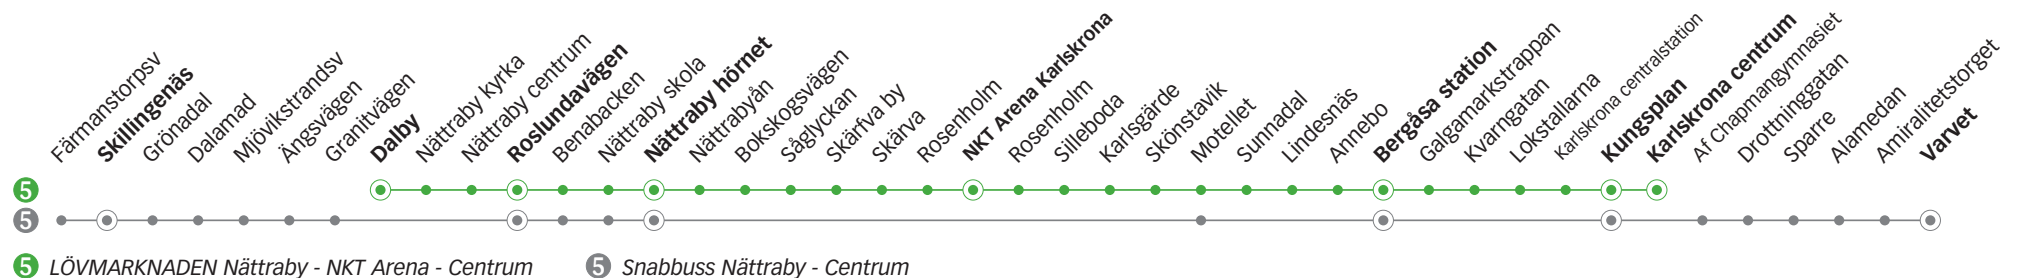 Färmanstorpsv
Skillingenäs
Grönadal
Dalamad
Mjövikstrandsv
Ängsvägen
Granitvägen
Dalby
Nättraby kyrka
Nättraby centrum
Roslundavägen
Benabacken
Nättraby skola
Nättraby hörnet
Nättrabyån
Bokskogsvägen
Såglyckan
Skärfva by
Skärva
Rosenholm
NKT Arena Karlskrona
Rosenholm
Silleboda
Karlsgärde
Skönstavik
Motellet
Sunnadal
Lindesnäs
Annebo
Bergåsa station
Galgamarkstrappan
Kvarngatan
Lokstallarna
Karlskrona centralstation
Kungsplan
Karlskrona centrum
Af Chapmangymnasiet
Drottninggatan
Sparre
Alamedan
Amiralitetstorget
Varvet
5
5
5 LÖVMARKNADEN Nättraby - NKT Arena - Centrum
5 Snabbuss Nättraby - Centrum